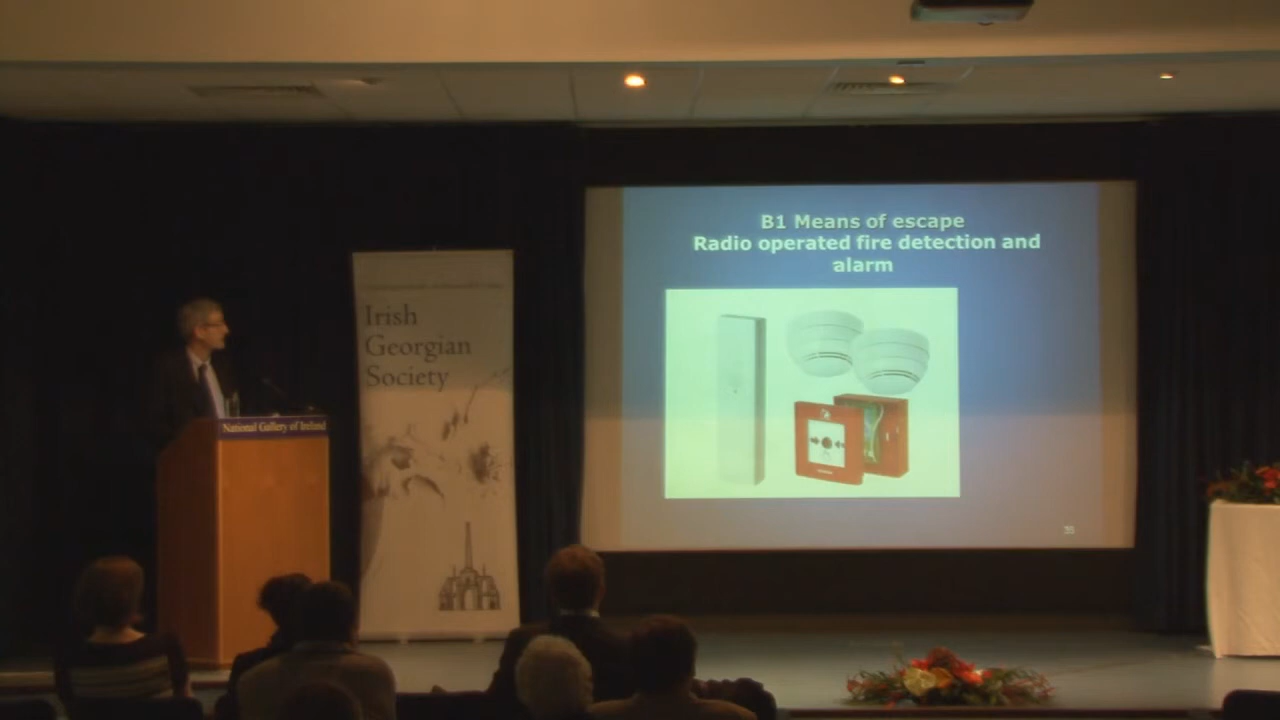 B1 Means of escape
Radio operated fire detection and
alarm
Irish
Georgian
Society
National Gallery of Ireland